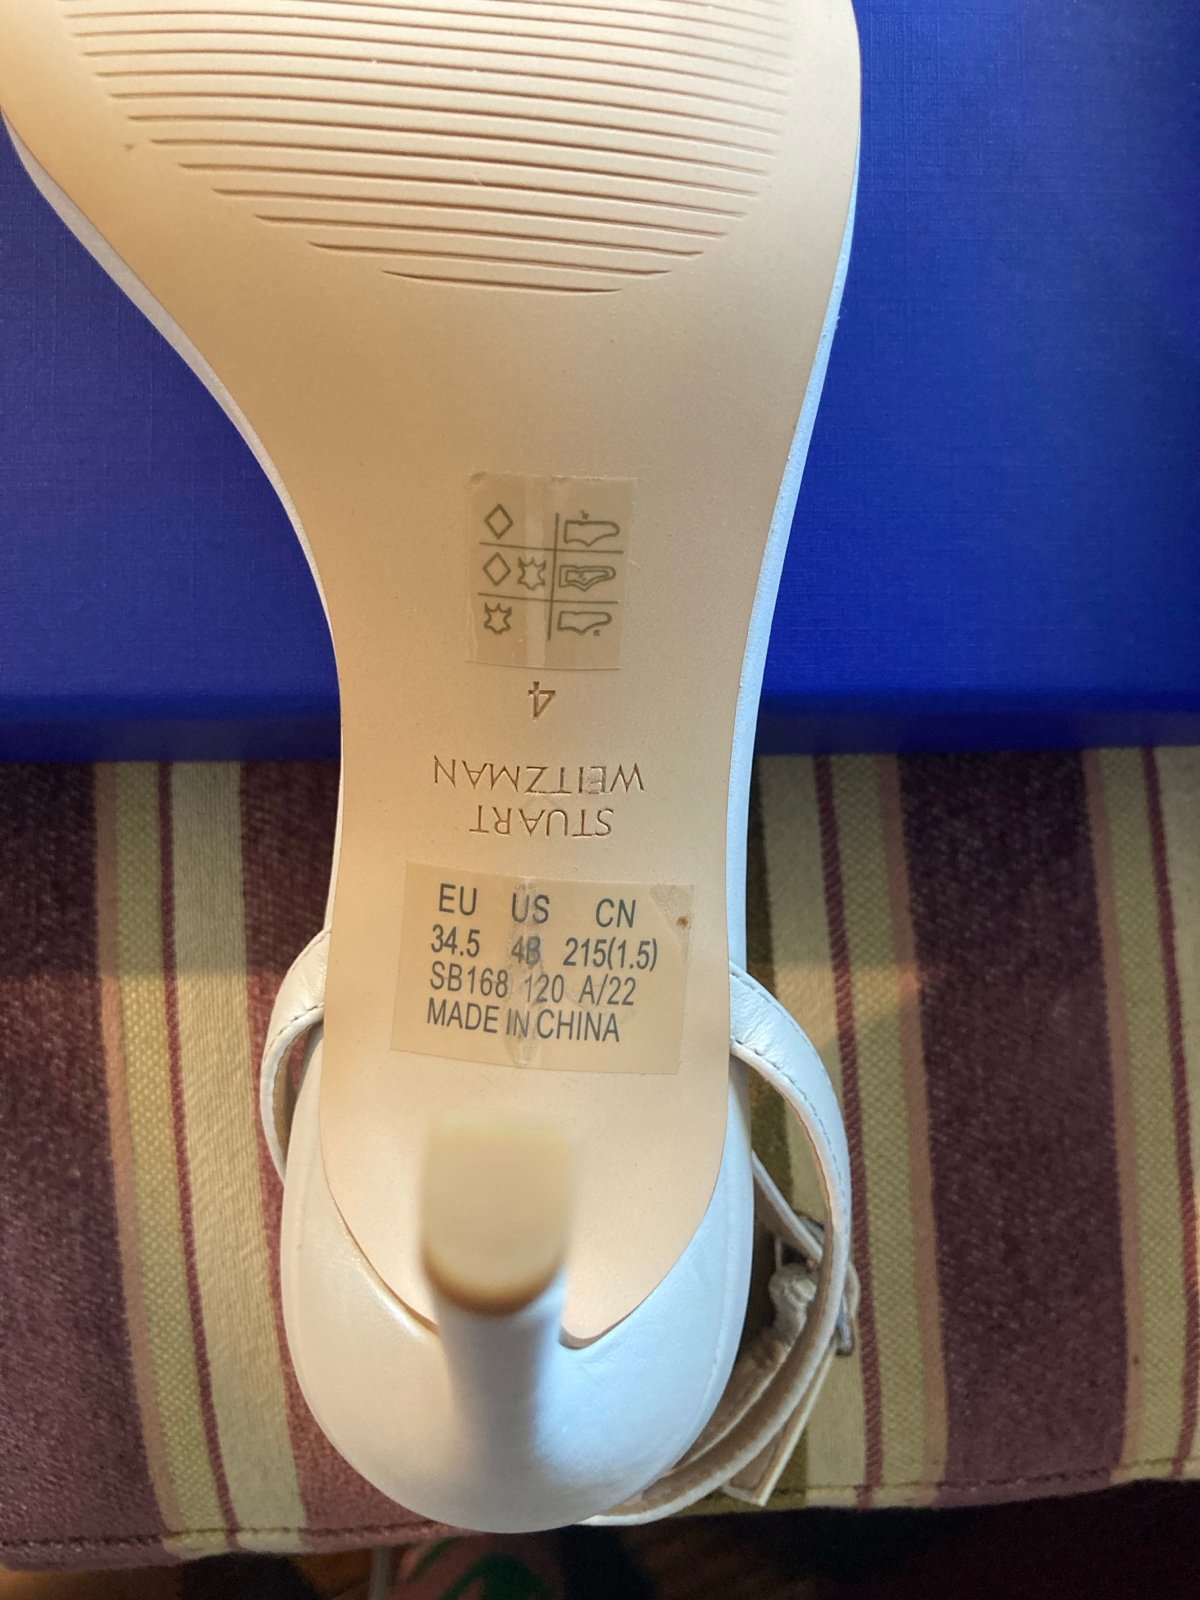 4
STUART
WEITZMAN
EU US CN
34.5 4B 215(1.5)
SB168 120 A/22
MADE IN CHINA